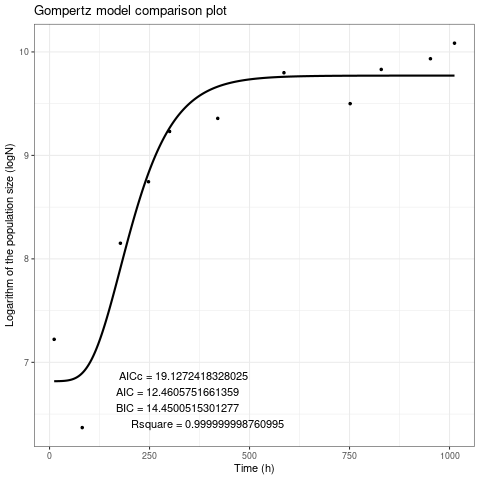 Gompertz model comparison plot
Logarithm of the population size (logN)
10
9
8
7
AICc = 19.1272418328025
AIC = 12.4605751661359
BIC = 14.4500515301277
Rsquare = 0.999999998760995
0 250 500 750 1000
Time (h)